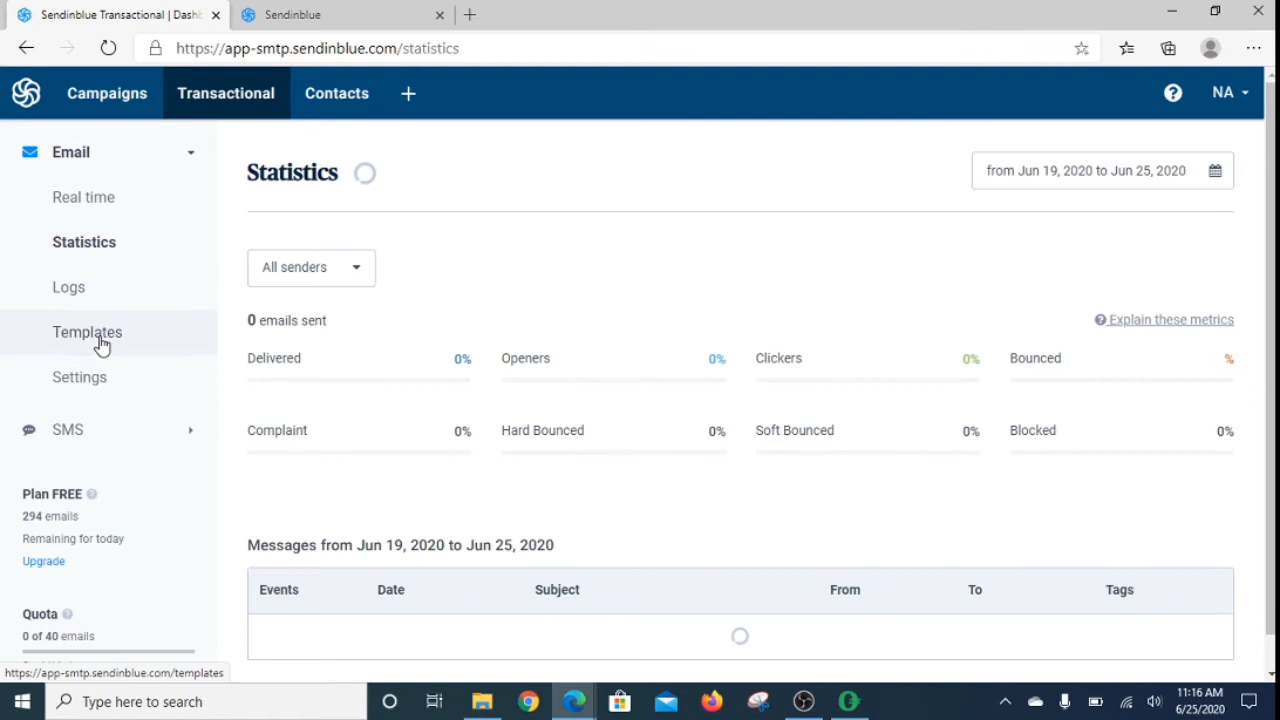 Sendinblue Transactional | Dashb
Sendinblue
https://app-smtp.sendinblue.com/statistics
Campaigns
Transactional
Contacts
NA
Email
Real time
Statistics
Logs
Templates
Settings
SMS
Plan FREE
294 emails
Remaining for today
Upgrade
Quota
0 of 40 emails
https://app-smtp.sendinblue.com/templates
Statistics
from Jun 19, 2020 to Jun 25, 2020
All senders
0 emails sent
Explain these metrics
Delivered 0% Openers 0% Clickers 0% Bounced %
Complaint 0% Hard Bounced 0% Soft Bounced 0% Blocked 0%
Messages from Jun 19, 2020 to Jun 25, 2020
Events Date Subject From To Tags
Type here to search
11:16 AM
6/25/2020